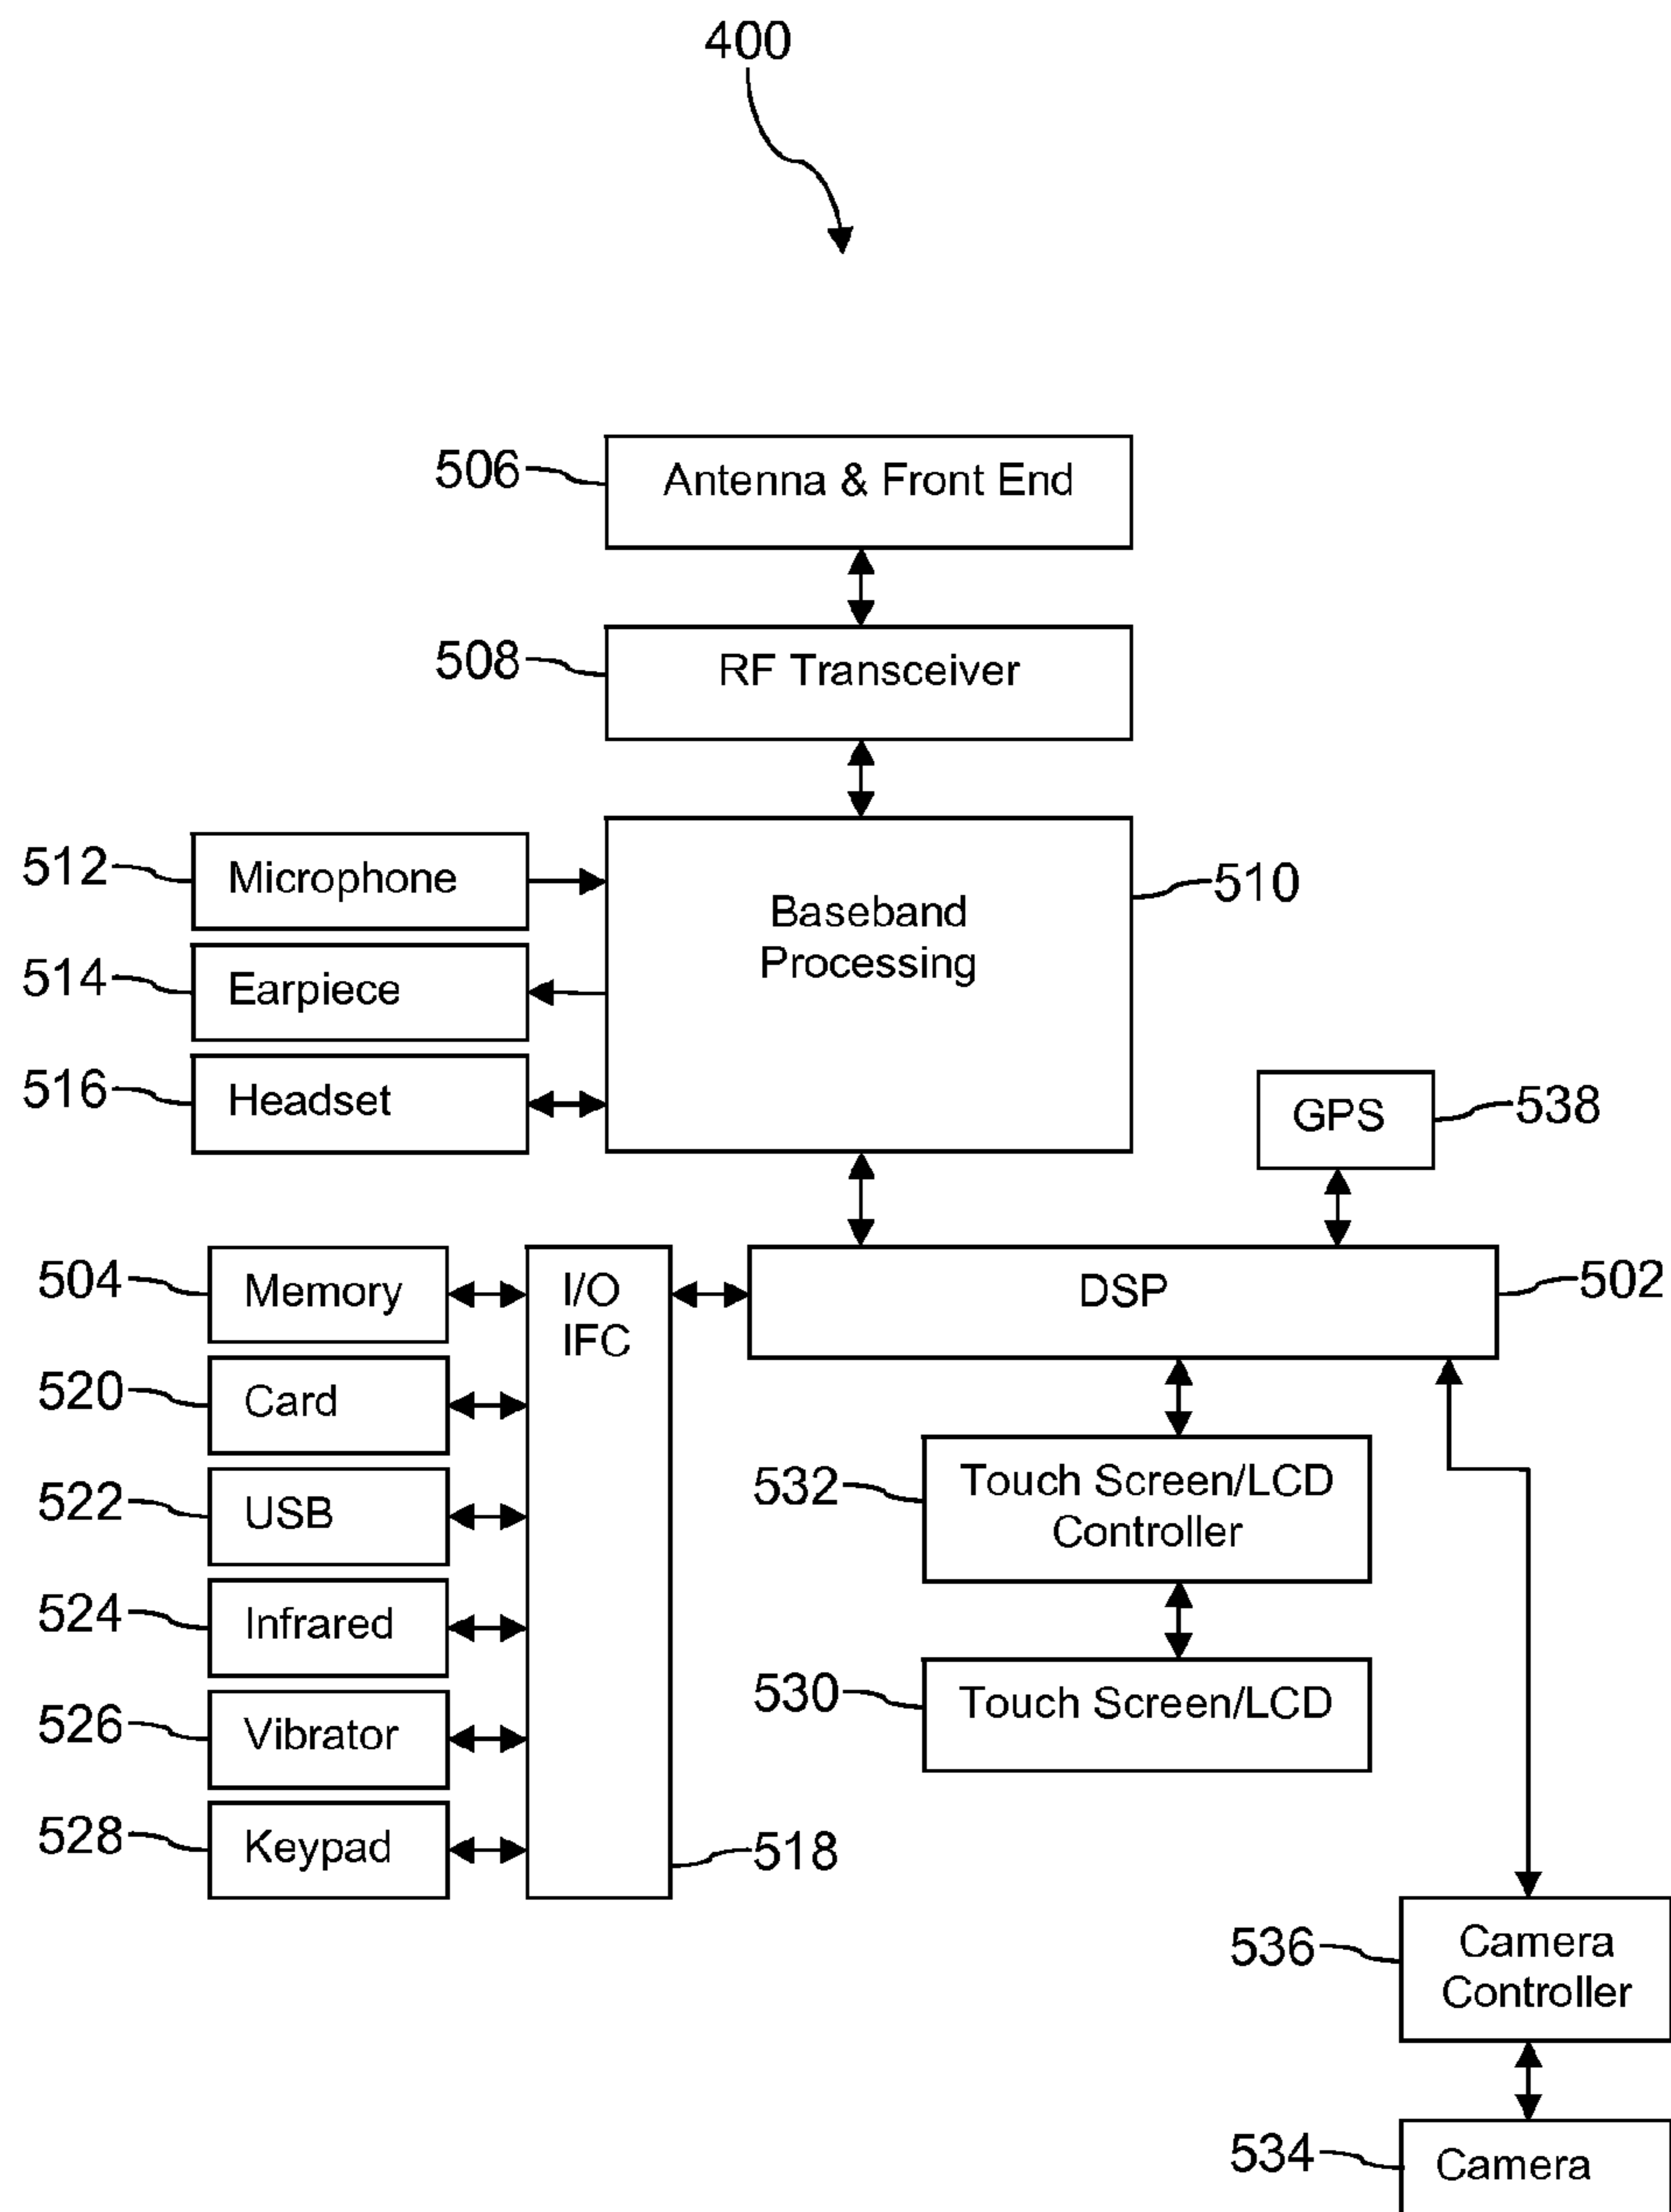 400
506
Antenna & Front End
508
RF Transceiver
512
Microphone
Baseband
Processing
510
514
Earpiece
516
Headset
GPS
538
504
Memory
I/O
IFC
DSP
502
520
Card
522
USB
532
Touch Screen/LCD
Controller
524
Infrared
530
Touch Screen/LCD
526
Vibrator
528
Keypad
518
536
Camera
Controller
534
Camera